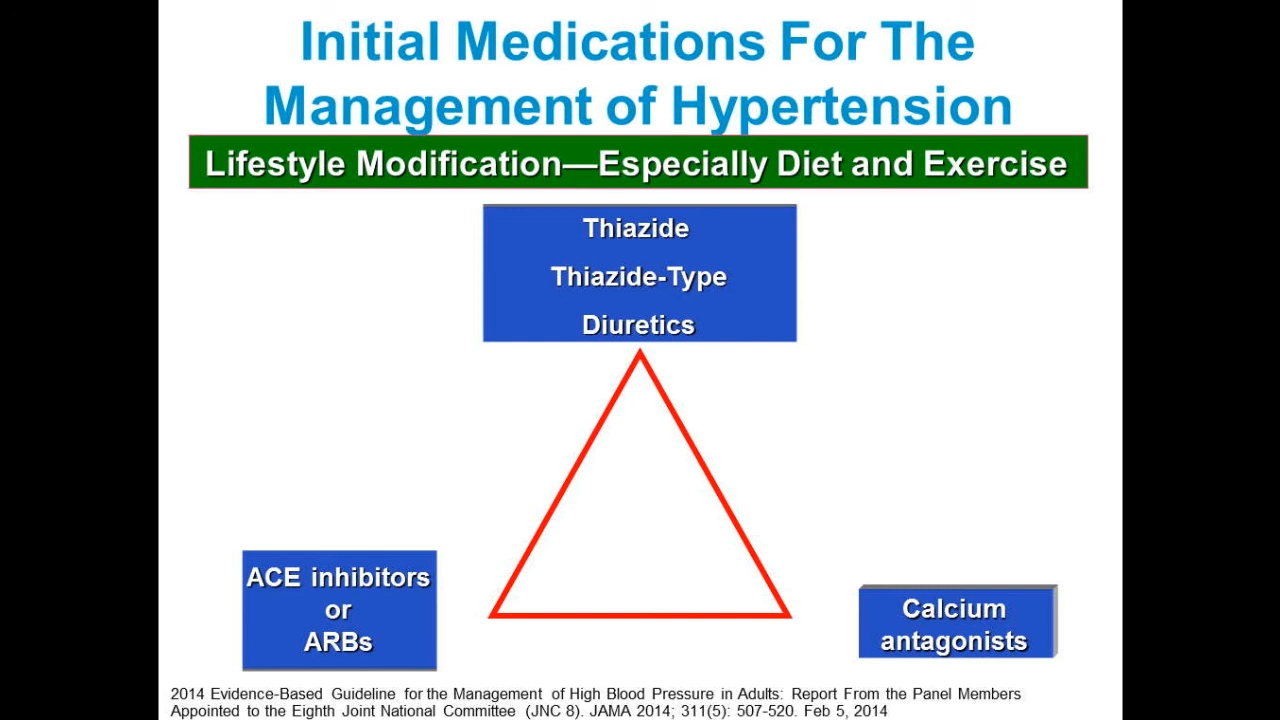 Initial Medications For The
Management of Hypertension
Lifestyle Modification—Especially Diet and Exercise
Thiazide
Thiazide-Type
Diuretics
ACE inhibitors
or
ARBs
Calcium
antagonists
2014 Evidence-Based Guideline for the Management of High Blood Pressure in Adults: Report From the Panel Members
Appointed to the Eighth Joint National Committee (JNC 8). JAMA 2014; 311(5): 507-520. Feb 5, 2014